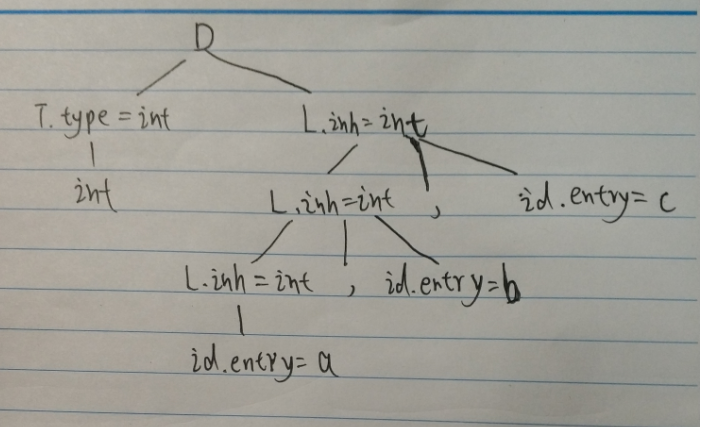 D
T.type=int L.inh=int
int L.inh=int , id.entry=c
L.inh=int , id.entry=b
id.entry=a